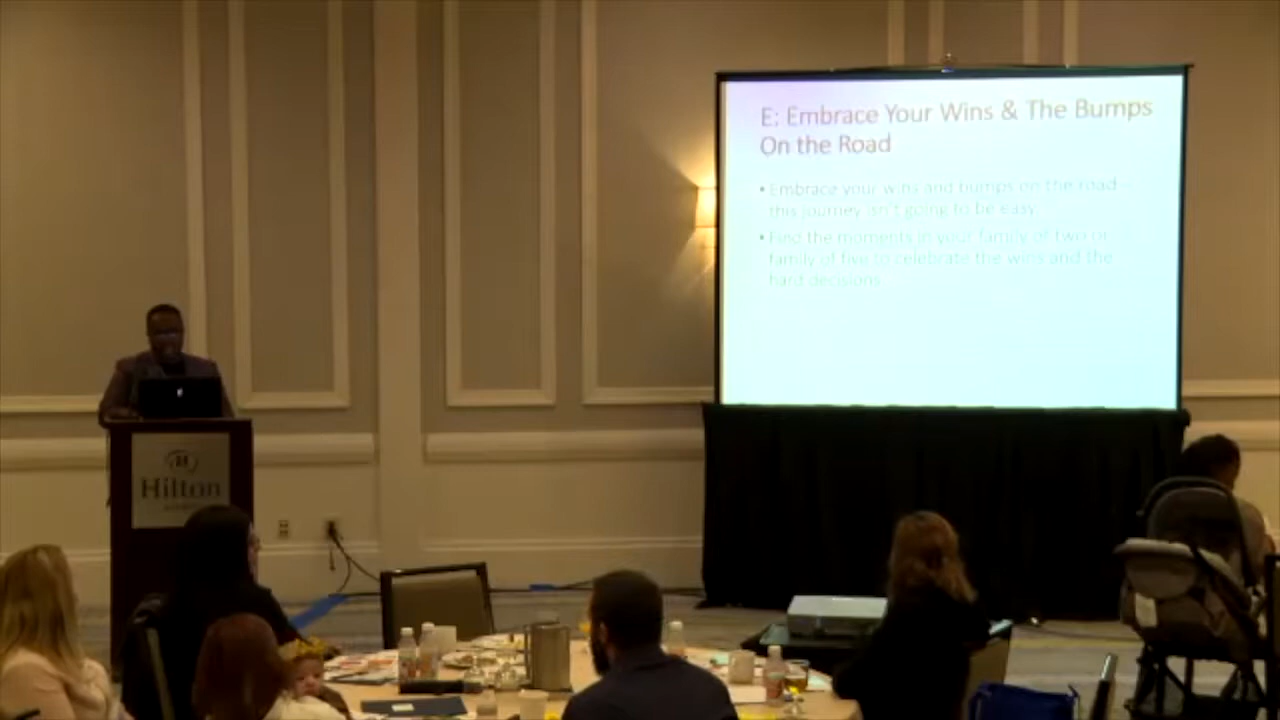 E: Embrace Your Wins & The Bumps
On the Road
• Embrace your wins and bumps on the road –
this journey isn't going to be easy
• Find the moments in your family of two or
family of five to celebrate the wins and the
hard decisions
Hilton